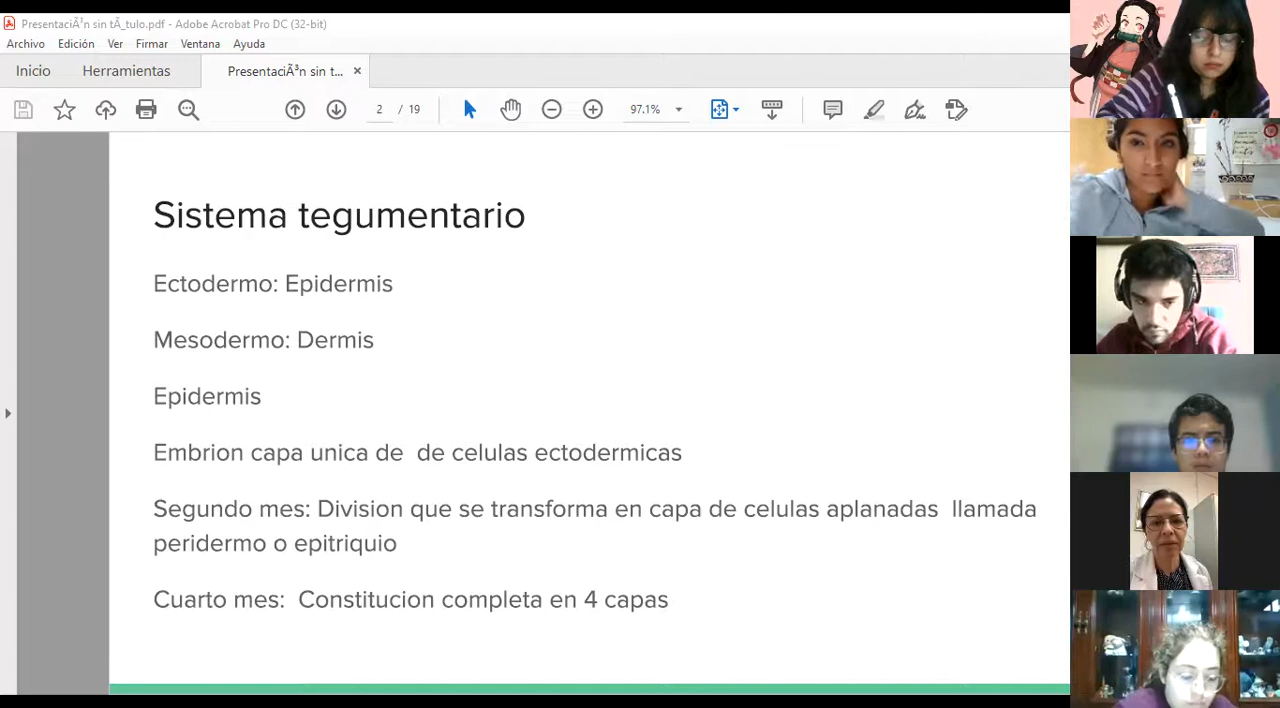 PresentaciÃ³n sin tÃ_tulo.pdf - Adobe Acrobat Pro DC (32-bit)
Archivo Edición Ver Firmar Ventana Ayuda
Inicio Herramientas PresentaciÃ³n sin t... ×
2 / 19 97.1%
Sistema tegumentario
Ectodermo: Epidermis
Mesodermo: Dermis
Epidermis
Embrion capa unica de de celulas ectodermicas
Segundo mes: Division que se transforma en capa de celulas aplanadas llamada
peridermo o epitriquio
Cuarto mes: Constitucion completa en 4 capas